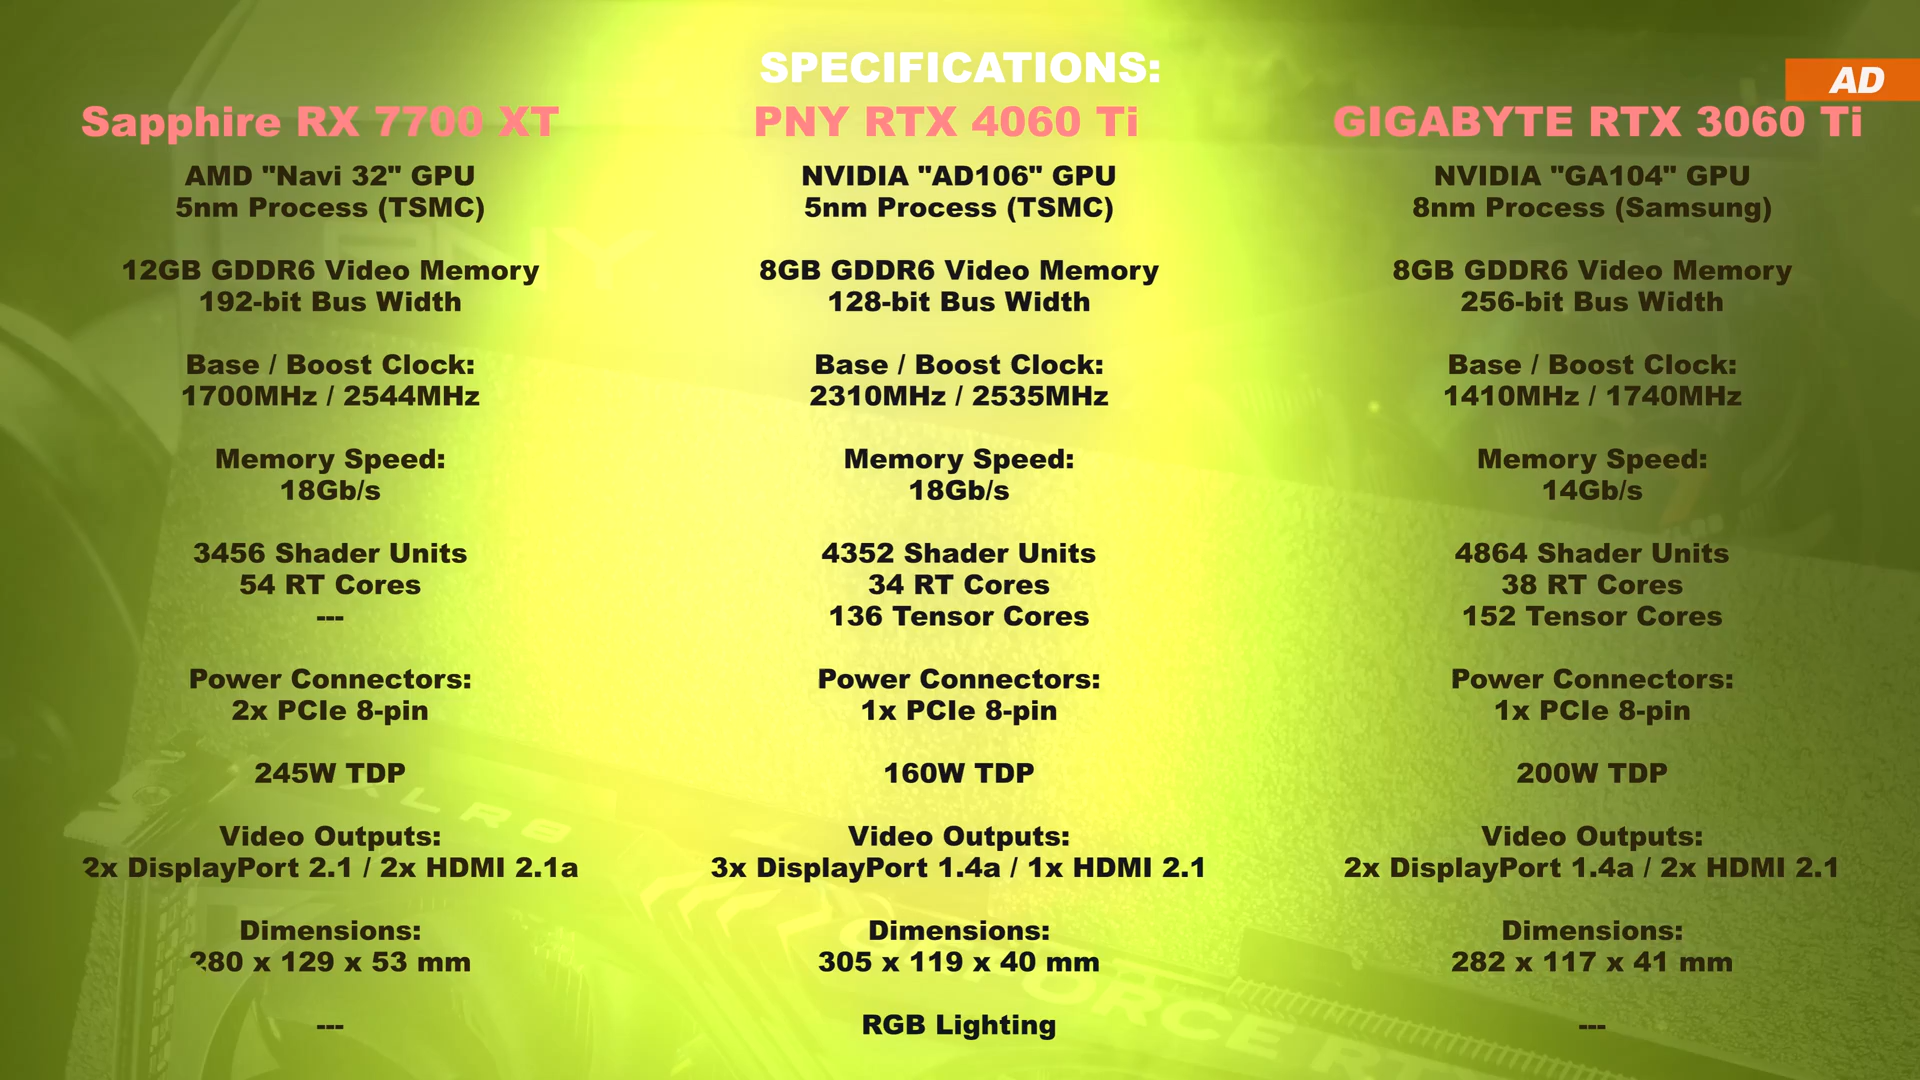 SPECIFICATIONS:
AD
Sapphire RX 7700 XT
AMD "Navi 32" GPU
5nm Process (TSMC)
12GB GDDR6 Video Memory
192-bit Bus Width
Base / Boost Clock:
1700MHz / 2544MHz
Memory Speed:
18Gb/s
3456 Shader Units
54 RT Cores
---
Power Connectors:
2x PCIe 8-pin
245W TDP
Video Outputs:
2x DisplayPort 2.1 / 2x HDMI 2.1a
Dimensions:
280 x 129 x 53 mm
---
PNY RTX 4060 Ti
NVIDIA "AD106" GPU
5nm Process (TSMC)
8GB GDDR6 Video Memory
128-bit Bus Width
Base / Boost Clock:
2310MHz / 2535MHz
Memory Speed:
18Gb/s
4352 Shader Units
34 RT Cores
136 Tensor Cores
Power Connectors:
1x PCIe 8-pin
160W TDP
Video Outputs:
3x DisplayPort 1.4a / 1x HDMI 2.1
Dimensions:
305 x 119 x 40 mm
RGB Lighting
GIGABYTE RTX 3060 Ti
NVIDIA "GA104" GPU
8nm Process (Samsung)
8GB GDDR6 Video Memory
256-bit Bus Width
Base / Boost Clock:
1410MHz / 1740MHz
Memory Speed:
14Gb/s
4864 Shader Units
38 RT Cores
152 Tensor Cores
Power Connectors:
1x PCIe 8-pin
200W TDP
Video Outputs:
2x DisplayPort 1.4a / 2x HDMI 2.1
Dimensions:
282 x 117 x 41 mm
---
PNY
XLR8
GEFORCE RT